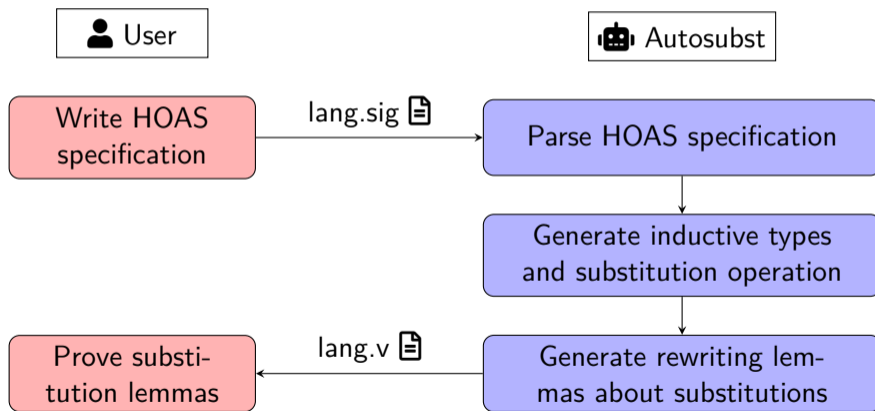 User
Autosubst
Write HOAS
specification
lang.sig
Parse HOAS specification
Generate inductive types
and substitution operation
Prove substi-
tution lemmas
lang.v
Generate rewriting lem-
mas about substitutions